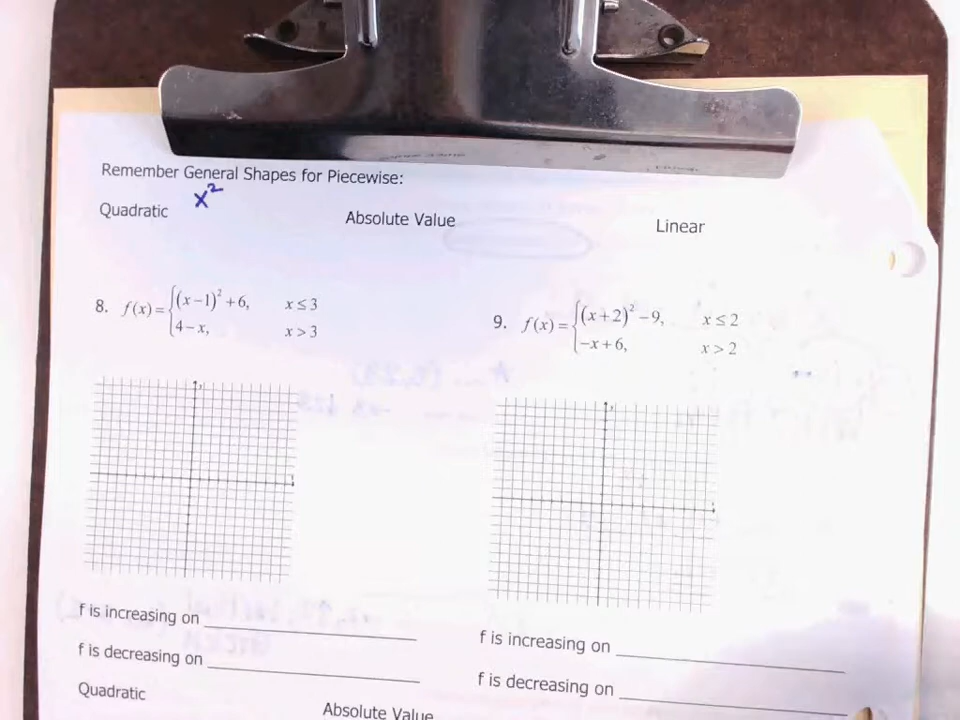 Remember General Shapes for Piecewise:
Quadratic x² Absolute Value Linear
8. f(x) = { (x−1)² + 6, x ≤ 3
4 − x, x > 3
9. f(x) = { (x+2)² − 9, x ≤ 2
−x + 6, x > 2
f is increasing on
f is decreasing on
f is increasing on
f is decreasing on
Quadratic Absolute Value